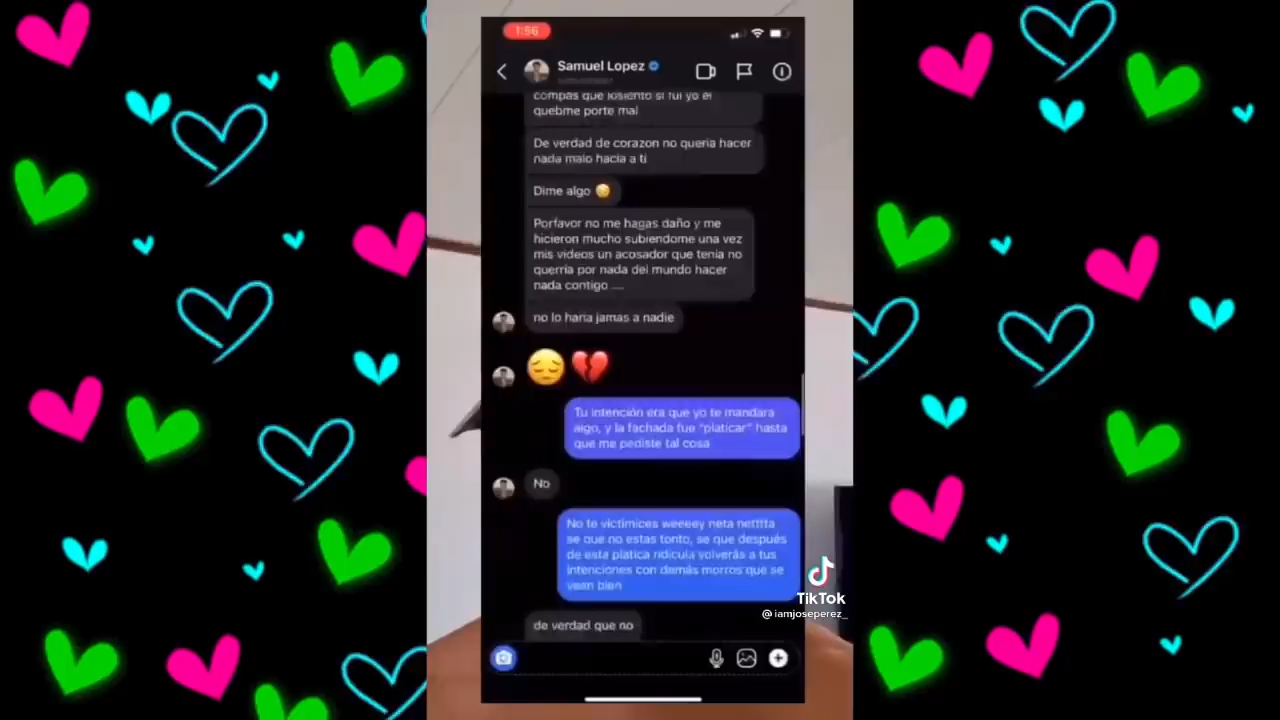 1:56
Samuel Lopez
compas que losiento si fui yo el
quebme porte mal
De verdad de corazon no queria hacer
nada malo hacia a ti
Dime algo 😔
Porfavor no me hagas daño y me
hicieron mucho subiendome una vez
mis videos un acosador que tenia no
querria por nada del mundo hacer
nada contigo ....
no lo haria jamas a nadie
😔💔
Tu intención era que yo te mandara
algo, y la fachada fue "platicar" hasta
que me pediste tal cosa
No
No te victimices weeeey neta netttta
se que no estas tonto, se que después
de esta platica ridicula volverás a tus
intenciones con demás morros que se
vean bien
de verdad que no
TikTok
@iamjoseperez_